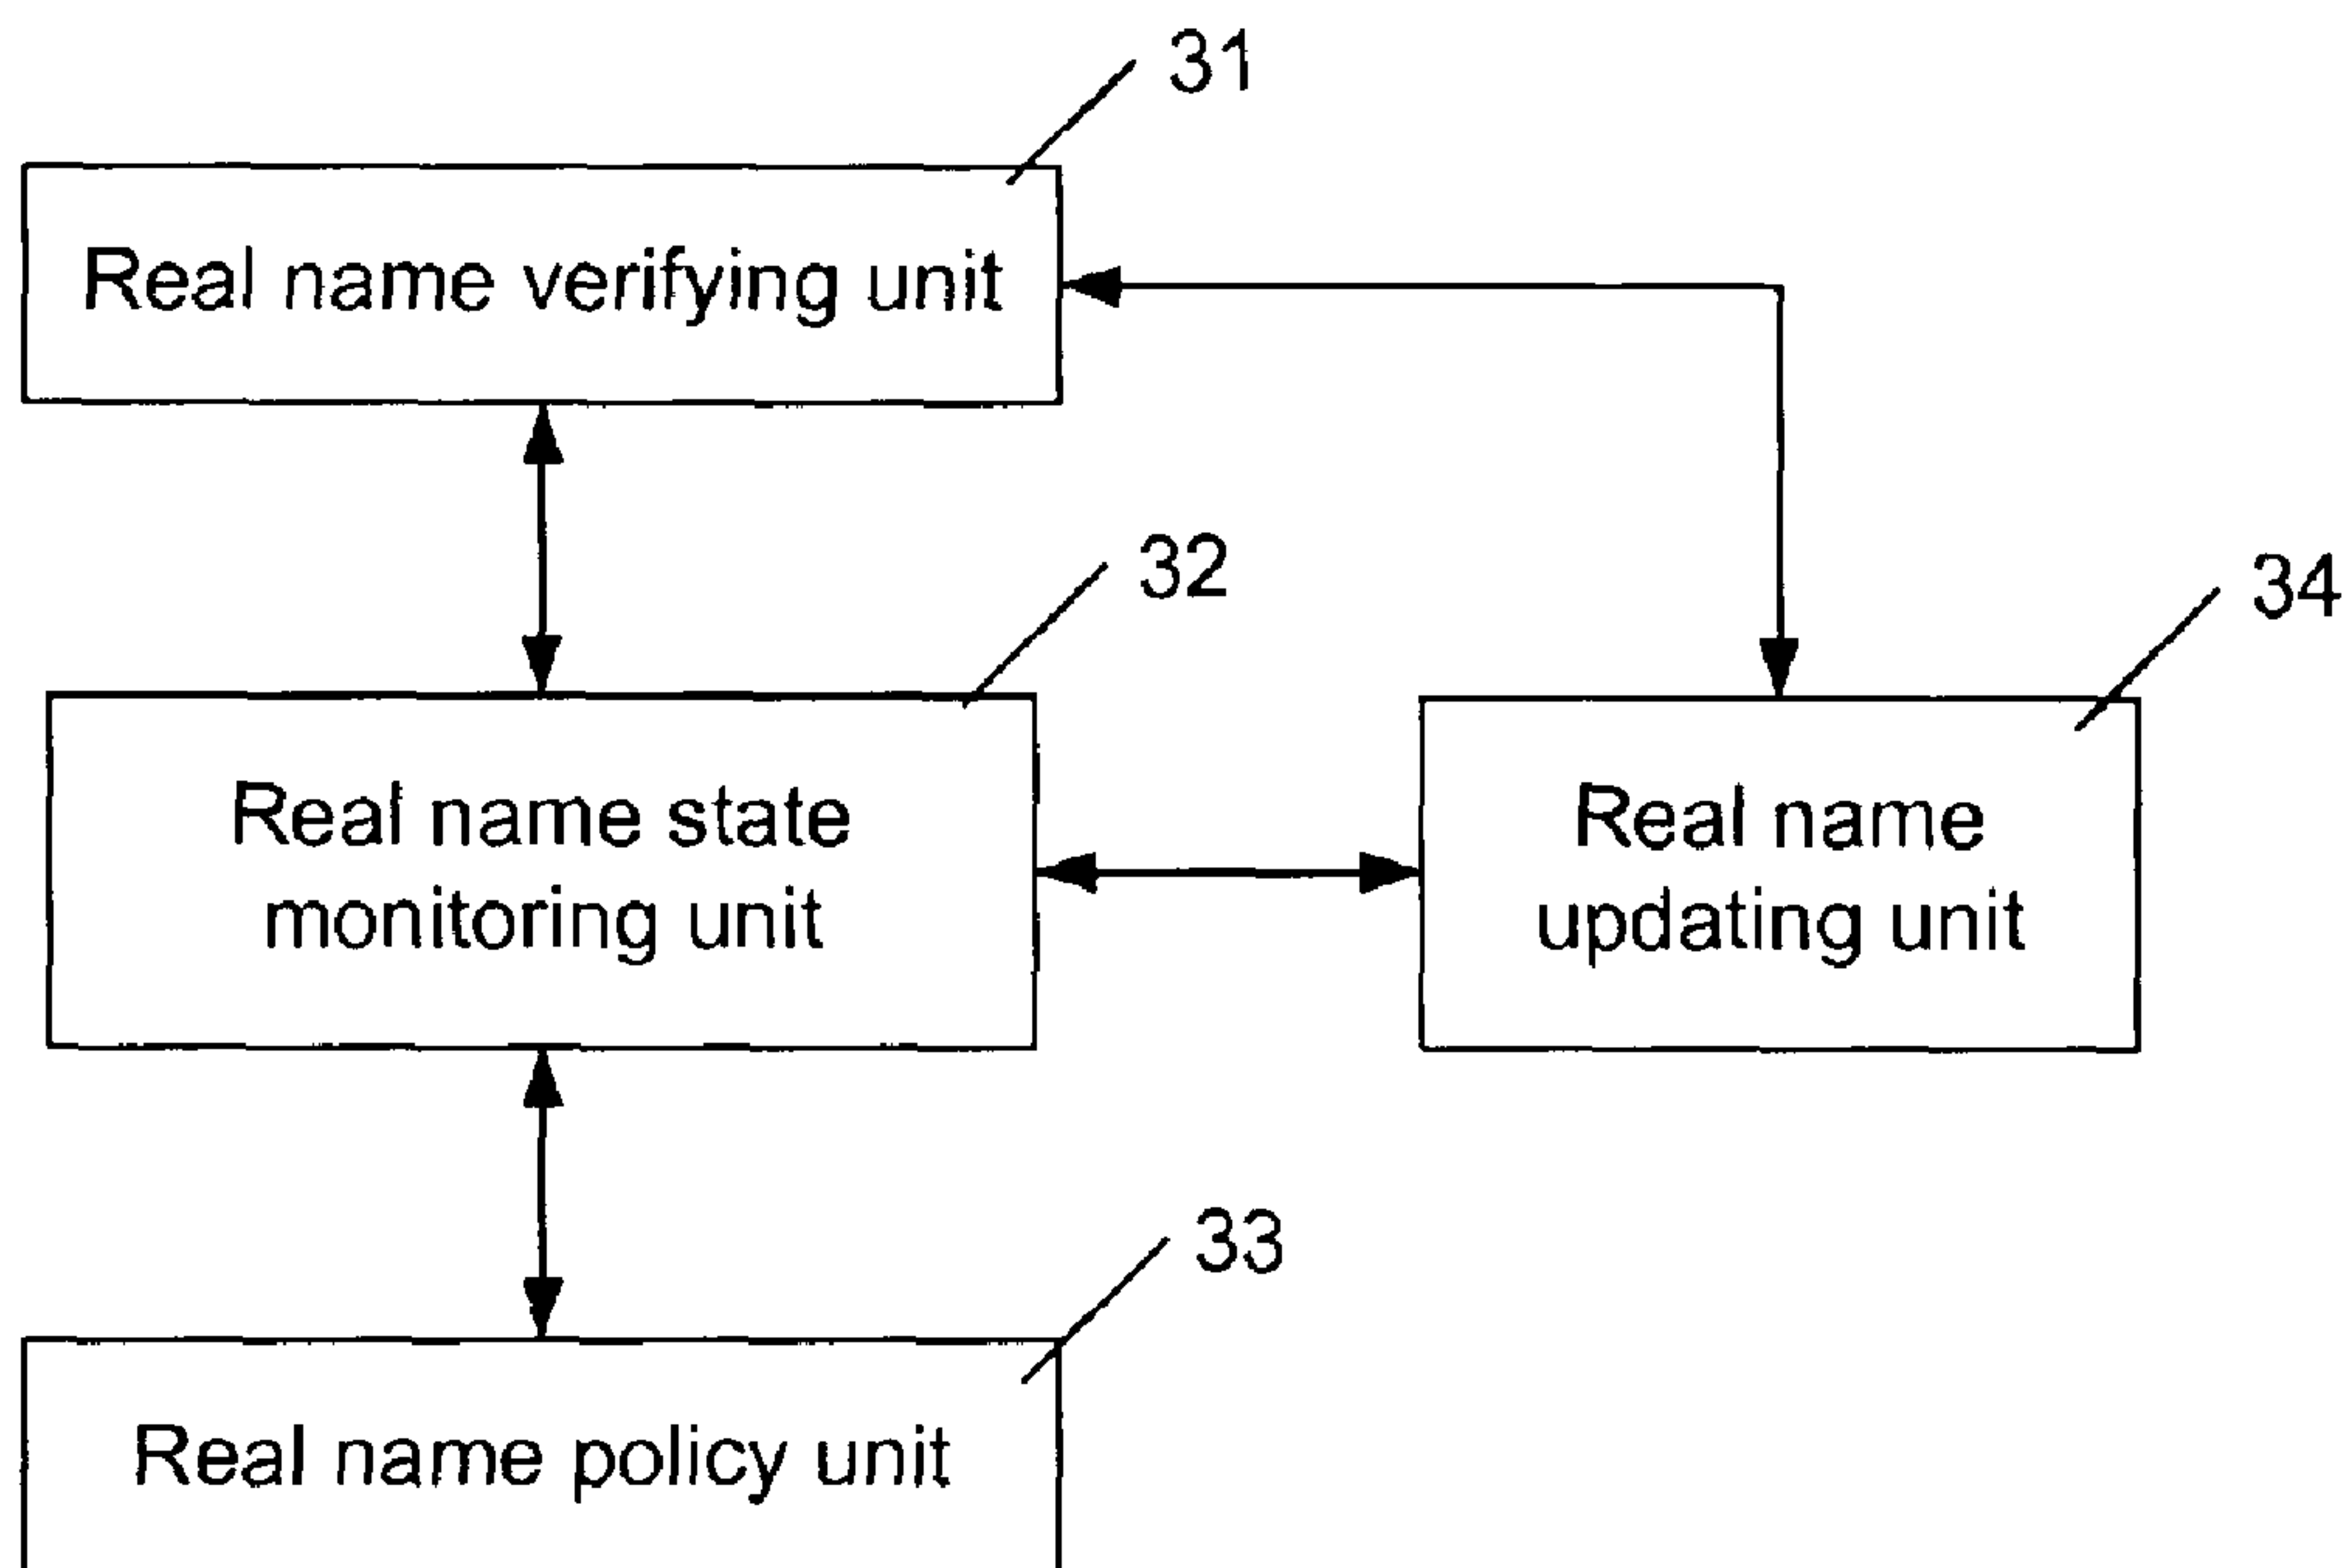 31
Real name verifying unit
32
34
Real name state
monitoring unit
Real name
updating unit
33
Real name policy unit